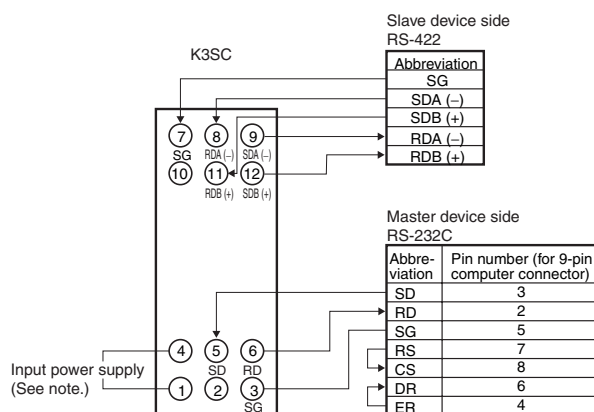 Slave device side
RS-422
K3SC
Abbreviation
SG
SDA (−)
SDB (+)
RDA (−)
RDB (+)
7 8 9
SG RDA (−) SDA (−)
10 11 12
RDB (+) SDB (+)
Master device side
RS-232C
Abbre-
viation
Pin number (for 9-pin
computer connector)
SD 3
RD 2
SG 5
RS 7
CS 8
DR 6
ER 4
4 5 6
SD RD
Input power supply
(See note.)
1 2 3
SG